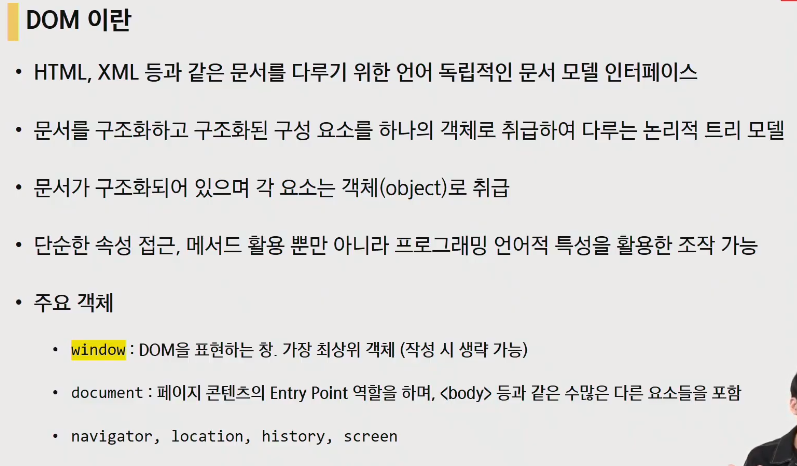 DOM 이란
• HTML, XML 등과 같은 문서를 다루기 위한 언어 독립적인 문서 모델 인터페이스
• 문서를 구조화하고 구조화된 구성 요소를 하나의 객체로 취급하여 다루는 논리적 트리 모델
• 문서가 구조화되어 있으며 각 요소는 객체(object)로 취급
• 단순한 속성 접근, 메서드 활용 뿐만 아니라 프로그래밍 언어적 특성을 활용한 조작 가능
• 주요 객체
• window : DOM을 표현하는 창. 가장 최상위 객체 (작성 시 생략 가능)
• document : 페이지 콘텐츠의 Entry Point 역할을 하며, <body> 등과 같은 수많은 다른 요소들을 포함
• navigator, location, history, screen